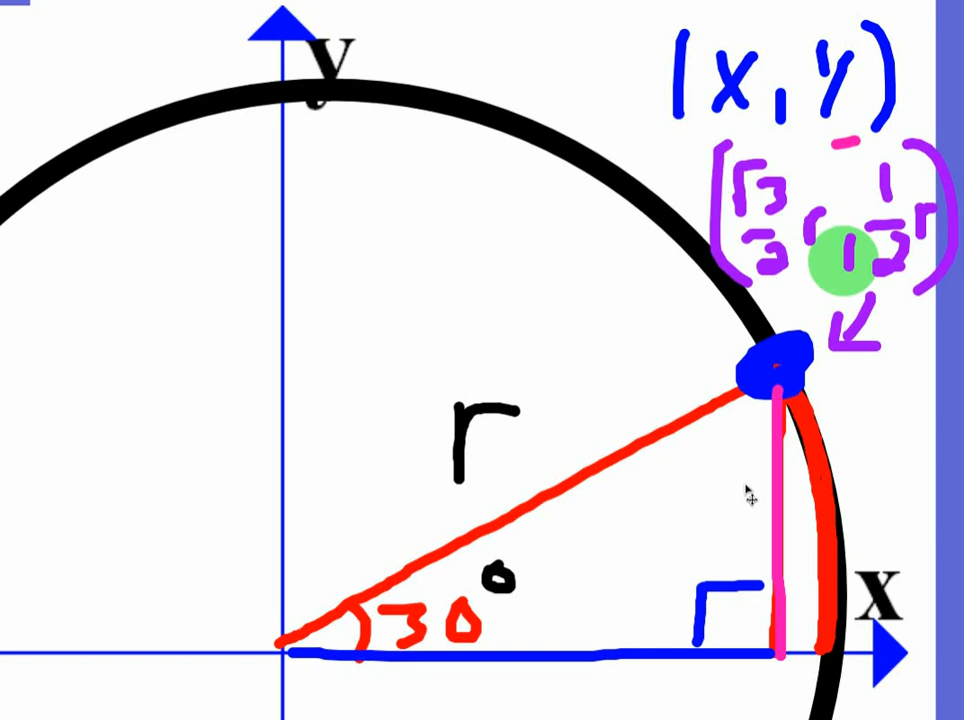 y
(x, y)
(√3/2 r, 1/2 r)
r
30°
x